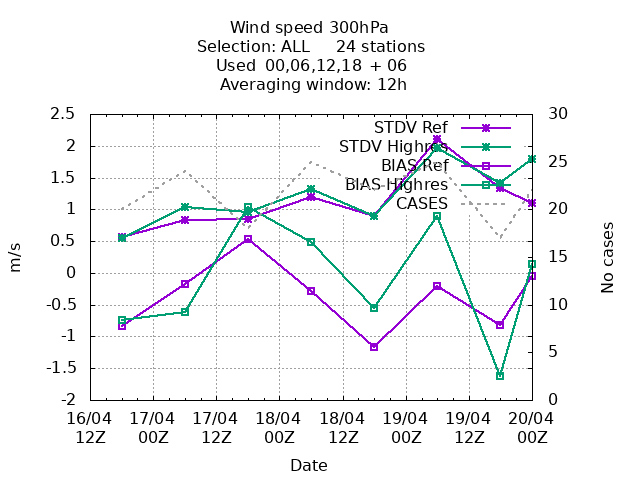 Wind speed 300hPa
Selection: ALL 24 stations
Used 00,06,12,18 + 06
Averaging window: 12h
STDV Ref
STDV Highres
BIAS Ref
BIAS Highres
CASES
2.5
2
1.5
1
0.5
0
-0.5
-1
-1.5
-2
m/s
30
25
20
15
10
5
0
No cases
16/04 17/04 17/04 18/04 18/04 19/04 19/04 20/04
12Z 00Z 12Z 00Z 12Z 00Z 12Z 00Z
Date